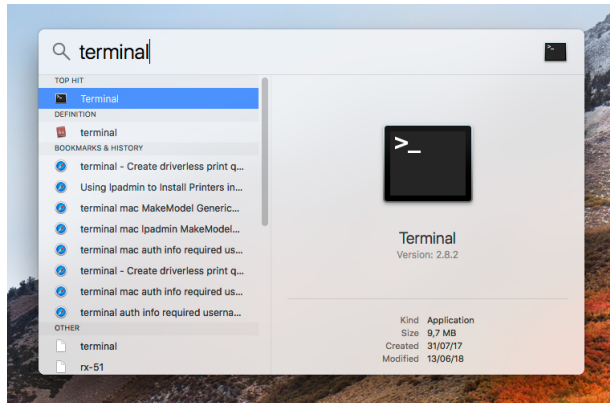 terminal
TOP HIT
Terminal
DEFINITION
terminal
BOOKMARKS & HISTORY
terminal - Create driverless print q...
Using lpadmin to Install Printers in...
terminal mac MakeModel Generic...
terminal mac lpadmin MakeModel...
terminal mac auth info required us...
terminal - Create driverless print q...
terminal mac auth info required us...
terminal auth info required userna...
OTHER
terminal
rx-51
>_
Terminal
Version: 2.8.2
Kind Application
Size 9,7 MB
Created 31/07/17
Modified 13/06/18